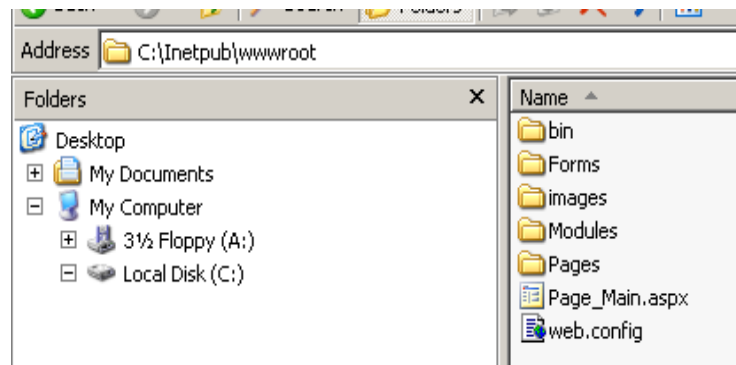 Address C:\Inetpub\wwwroot
Folders
Desktop
My Documents
My Computer
3½ Floppy (A:)
Local Disk (C:)
Name
bin
Forms
images
Modules
Pages
Page_Main.aspx
web.config